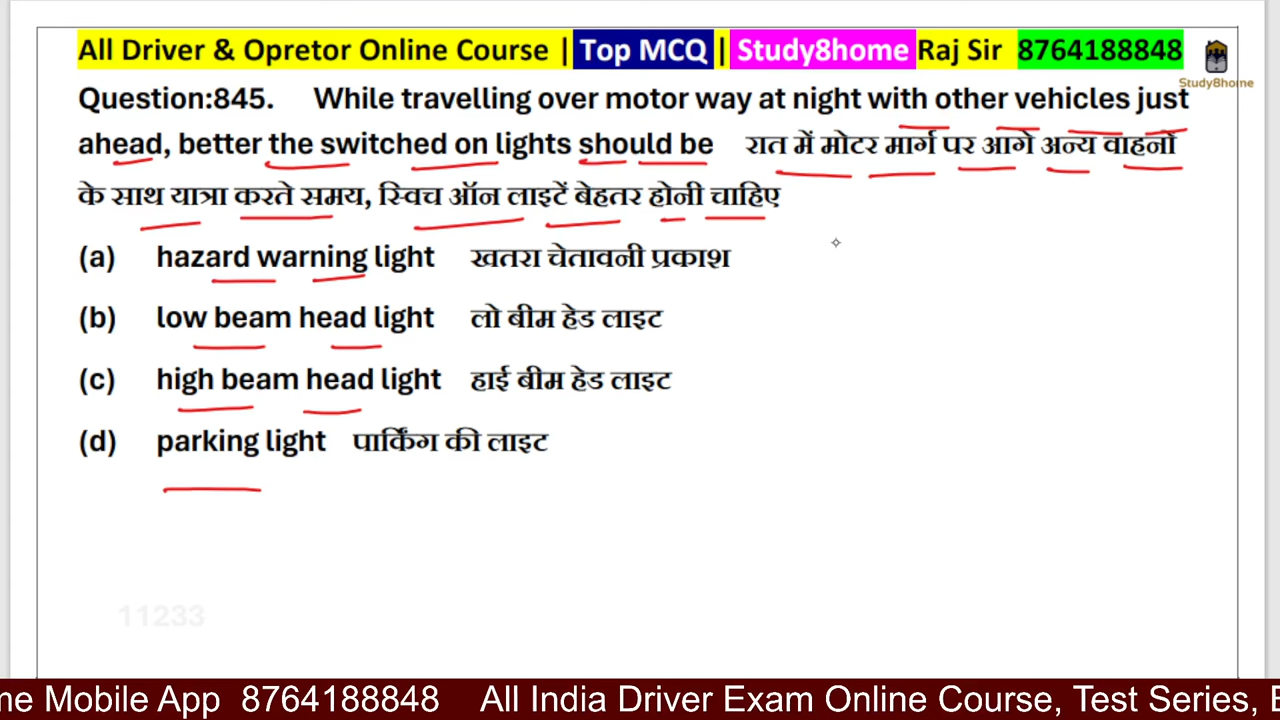 All Driver & Opretor Online Course | Top MCQ | Study8home Raj Sir 8764188848
Study8home
Question:845. While travelling over motor way at night with other vehicles just
ahead, better the switched on lights should be रात में मोटर मार्ग पर आगे अन्य वाहनों
के साथ यात्रा करते समय, स्विच ऑन लाइटें बेहतर होनी चाहिए
(a) hazard warning light खतरा चेतावनी प्रकाश
(b) low beam head light लो बीम हेड लाइट
(c) high beam head light हाई बीम हेड लाइट
(d) parking light पार्किंग की लाइट
11233
me Mobile App 8764188848 All India Driver Exam Online Course, Test Series, E